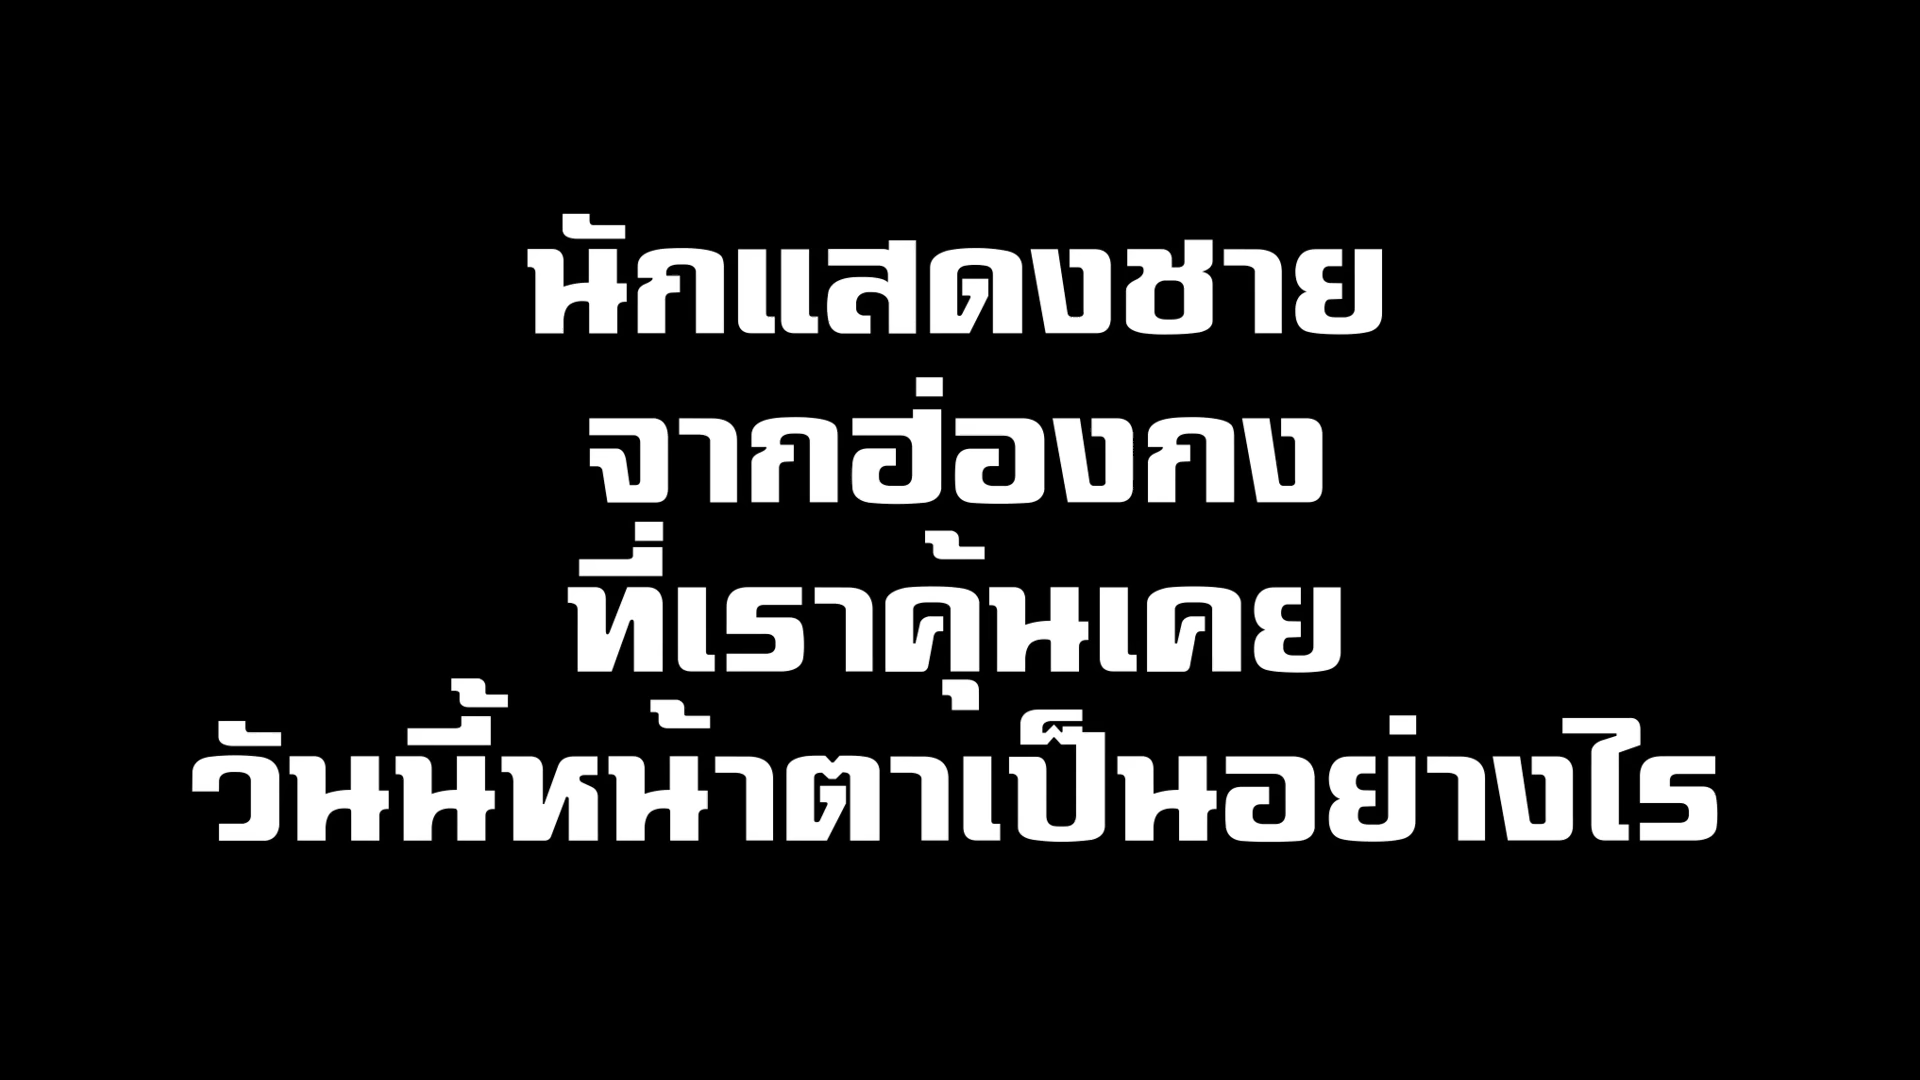 นักแสดงชาย
จากฮ่องกง
ที่เราคุ้นเคย
วันนี้หน้าตาเป็นอย่างไร